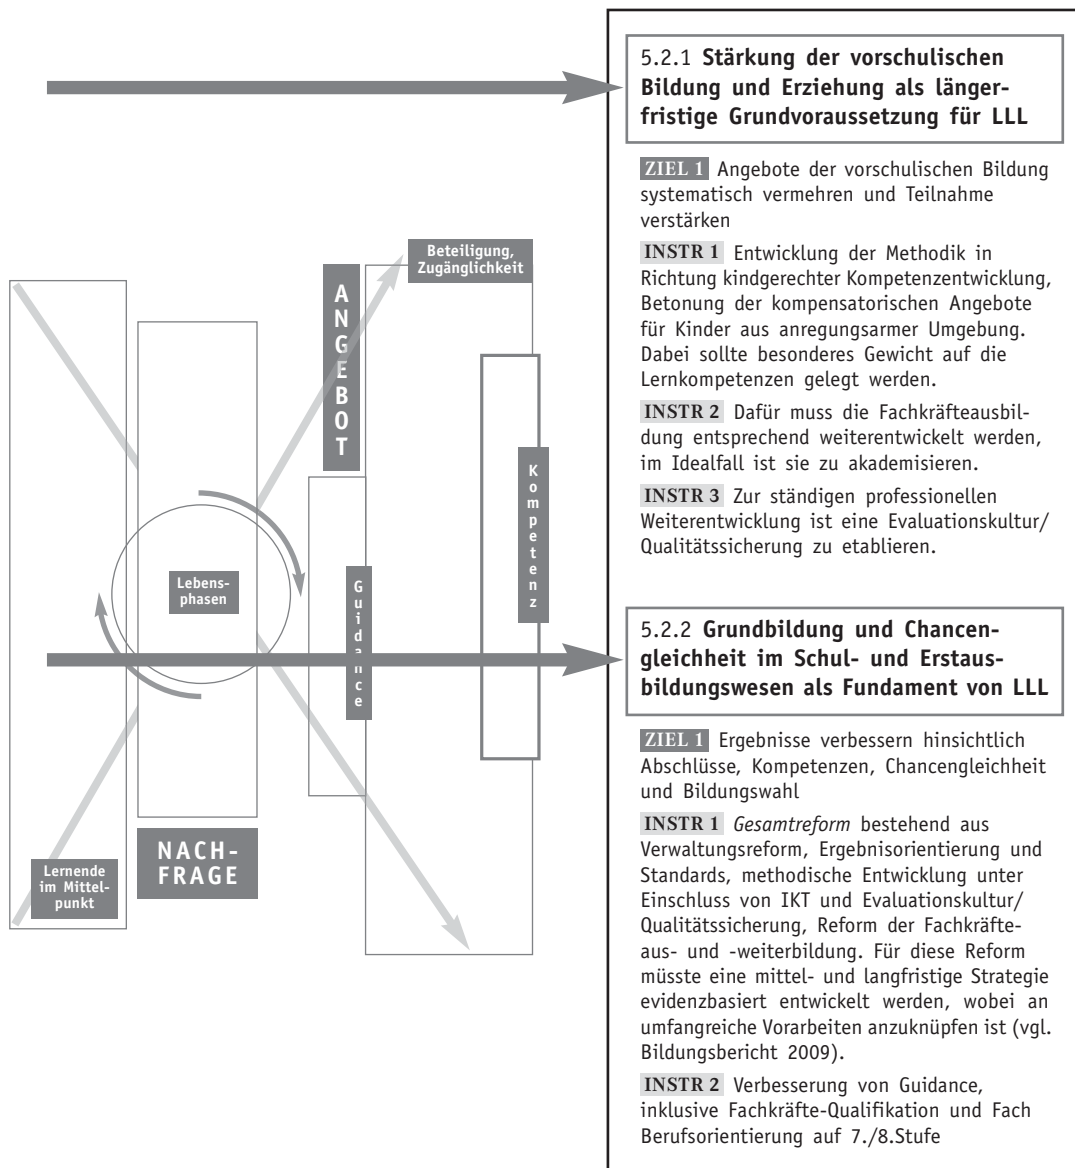 Beteiligung,
Zugänglichkeit
ANGEBOT
Kompetenz
Lebens-
phasen
Guidance
NACH-
FRAGE
Lernende
im Mittel-
punkt
5.2.1 Stärkung der vorschulischen
Bildung und Erziehung als länger-
fristige Grundvoraussetzung für LLL
ZIEL 1 Angebote der vorschulischen Bildung
systematisch vermehren und Teilnahme
verstärken
INSTR 1 Entwicklung der Methodik in
Richtung kindgerechter Kompetenzentwicklung,
Betonung der kompensatorischen Angebote
für Kinder aus anregungsarmer Umgebung.
Dabei sollte besonderes Gewicht auf die
Lernkompetenzen gelegt werden.
INSTR 2 Dafür muss die Fachkräfteausbil-
dung entsprechend weiterentwickelt werden,
im Idealfall ist sie zu akademisieren.
INSTR 3 Zur ständigen professionellen
Weiterentwicklung ist eine Evaluationskultur/
Qualitätssicherung zu etablieren.
5.2.2 Grundbildung und Chancen-
gleichheit im Schul- und Erstaus-
bildungswesen als Fundament von LLL
ZIEL 1 Ergebnisse verbessern hinsichtlich
Abschlüsse, Kompetenzen, Chancengleichheit
und Bildungswahl
INSTR 1 Gesamtreform bestehend aus
Verwaltungsreform, Ergebnisorientierung und
Standards, methodische Entwicklung unter
Einschluss von IKT und Evaluationskultur/
Qualitätssicherung, Reform der Fachkräfte-
aus- und -weiterbildung. Für diese Reform
müsste eine mittel- und langfristige Strategie
evidenzbasiert entwickelt werden, wobei an
umfangreiche Vorarbeiten anzuknüpfen ist (vgl.
Bildungsbericht 2009).
INSTR 2 Verbesserung von Guidance,
inklusive Fachkräfte-Qualifikation und Fach
Berufsorientierung auf 7./8.Stufe